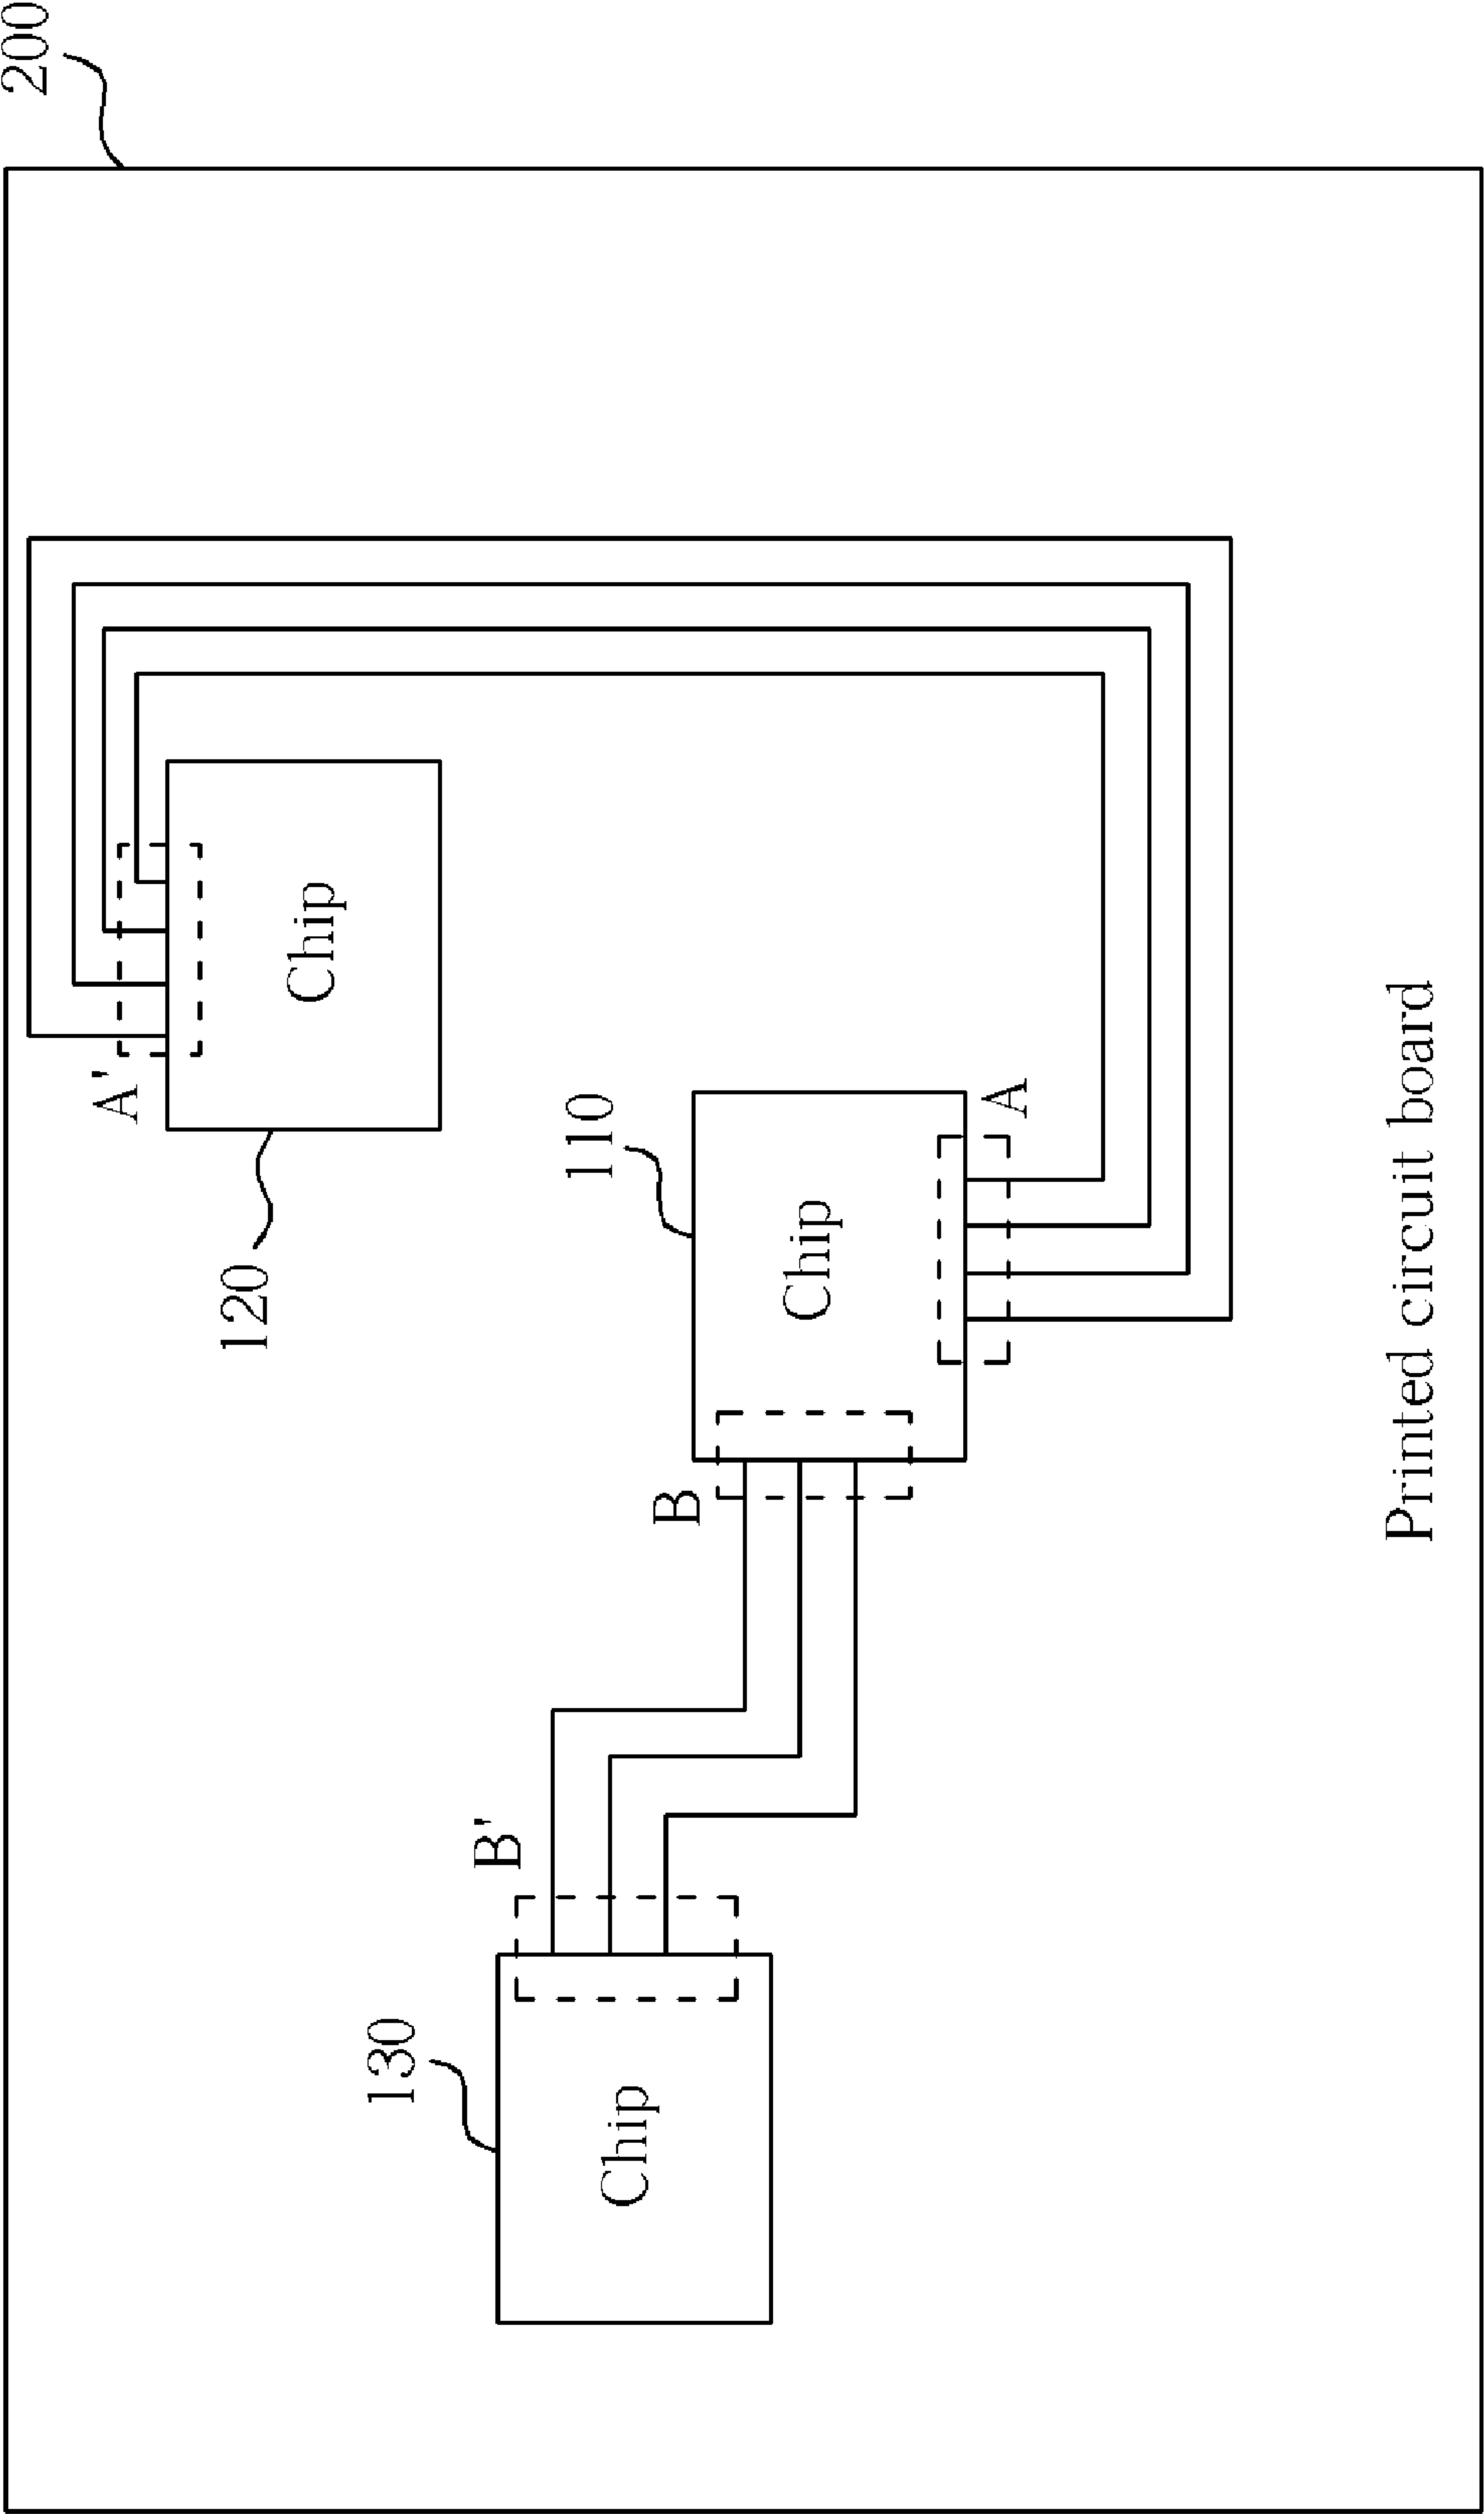 200
A'
Chip
120
110
Chip
A
B
B'
130
Chip
Printed circuit board